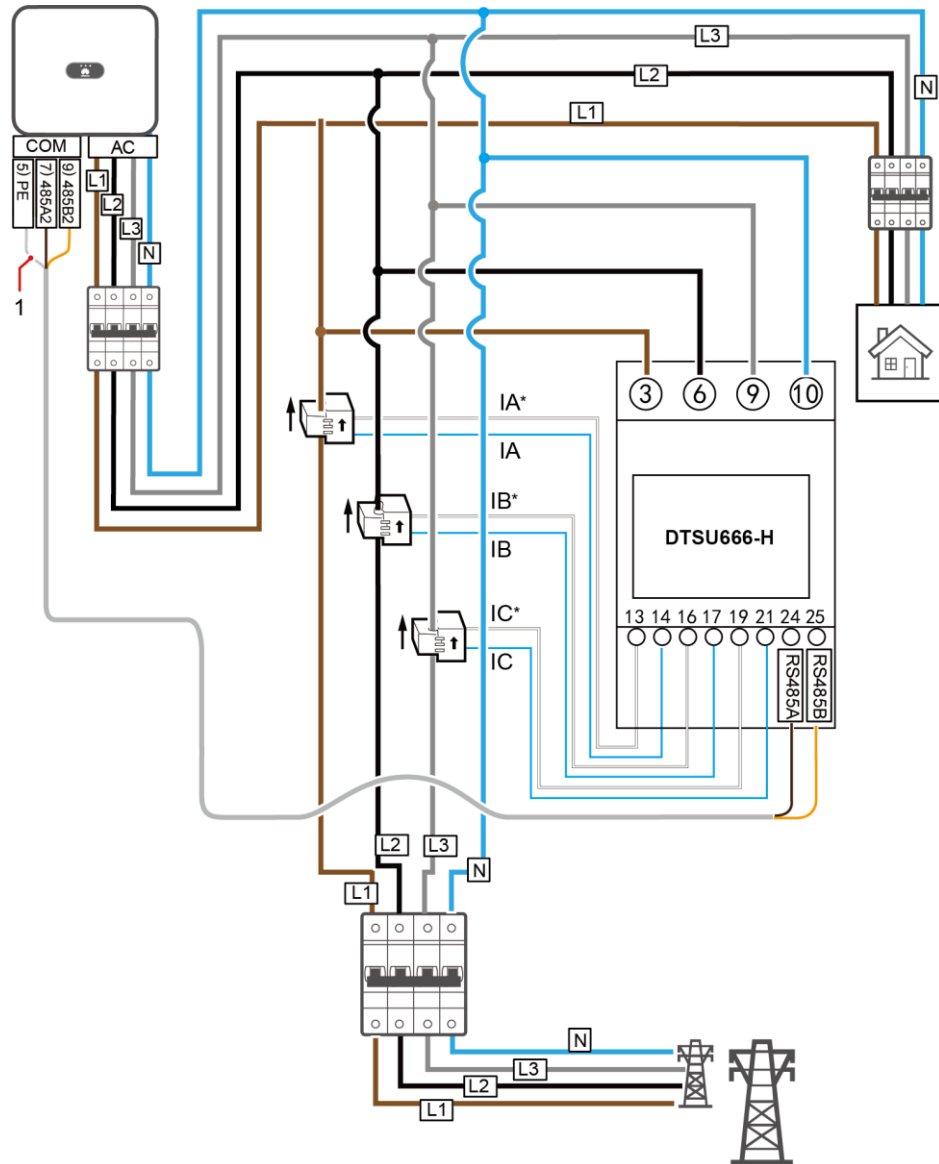 L3
L2
N
L1
COM
AC
5) PE
7) 485A2
9) 485B2
L1
L2
L3
N
1
3
6
9
10
IA*
IA
IB*
IB
DTSU666-H
IC*
IC
13 14 16 17 19 21 24 25
RS485A
RS485B
L2
L3
N
L1
N
L3
L2
L1